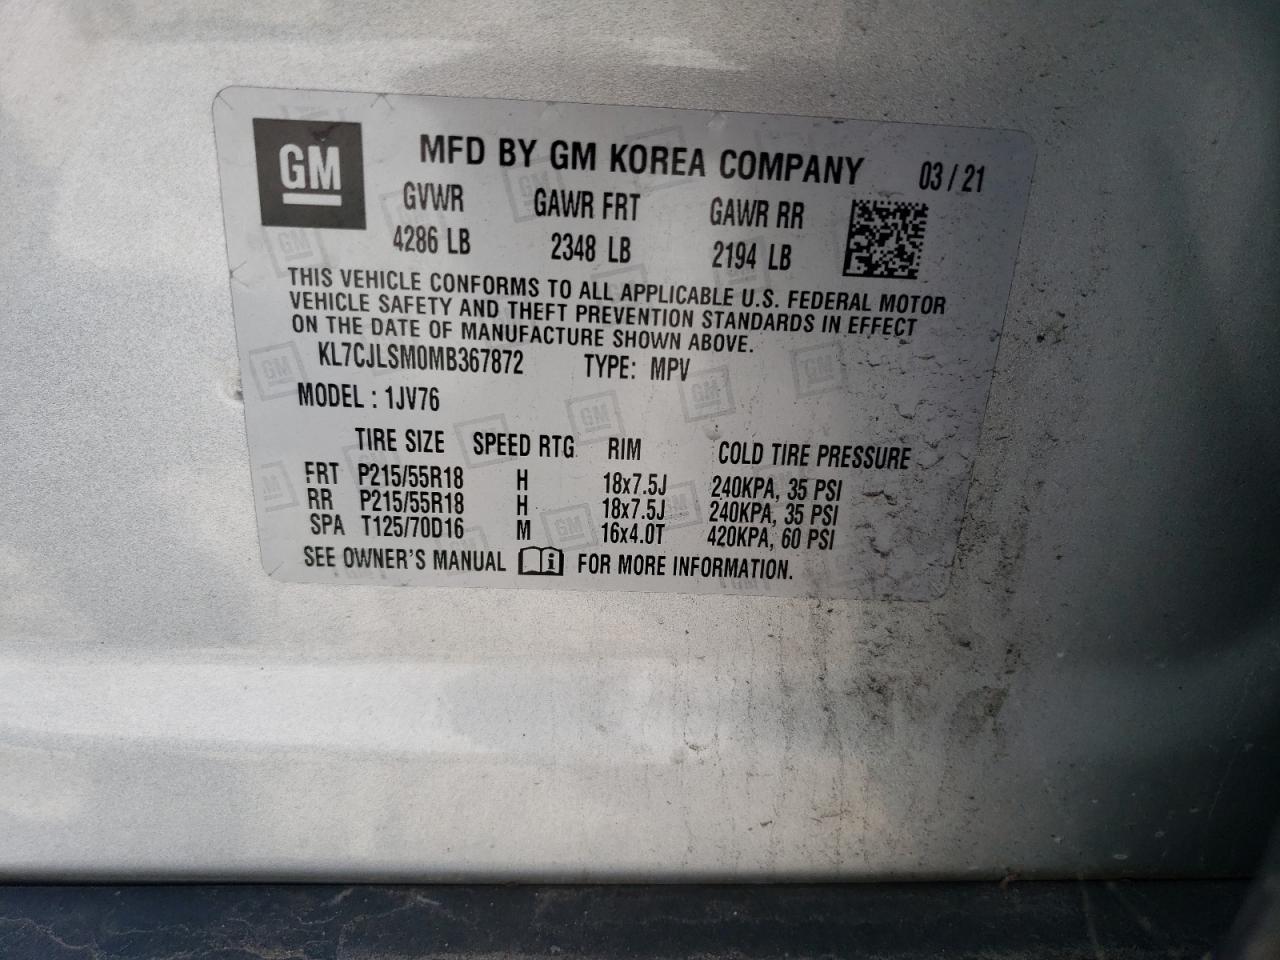 GM MFD BY GM KOREA COMPANY 03 / 21
GVWR GAWR FRT GAWR RR
4286 LB 2348 LB 2194 LB
THIS VEHICLE CONFORMS TO ALL APPLICABLE U.S. FEDERAL MOTOR
VEHICLE SAFETY AND THEFT PREVENTION STANDARDS IN EFFECT
ON THE DATE OF MANUFACTURE SHOWN ABOVE.
KL7CJLSM0MB367872 TYPE: MPV
MODEL : 1JV76
TIRE SIZE SPEED RTG RIM COLD TIRE PRESSURE
FRT P215/55R18 H 18x7.5J 240KPA, 35 PSI
RR P215/55R18 H 18x7.5J 240KPA, 35 PSI
SPA T125/70D16 M 16x4.0T 420KPA, 60 PSI
SEE OWNER'S MANUAL i FOR MORE INFORMATION.